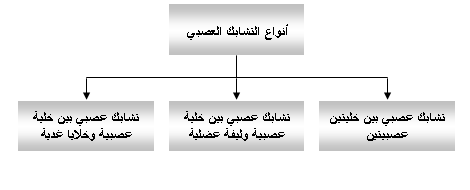 أنواع التشابك العصبي
تشابك عصبي بين خليتين
عصبيتين
تشابك عصبي بين خلية
عصبية وليفة عضلية
تشابك عصبي بين خلية
عصبية وخلايا غدية